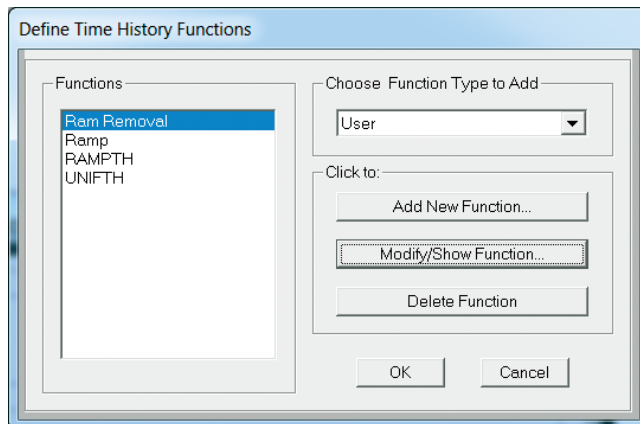 Define Time History Functions
Functions
Ram Removal
Ramp
RAMPTH
UNIFTH
Choose Function Type to Add
User
Click to:
Add New Function...
Modify/Show Function...
Delete Function
OK
Cancel